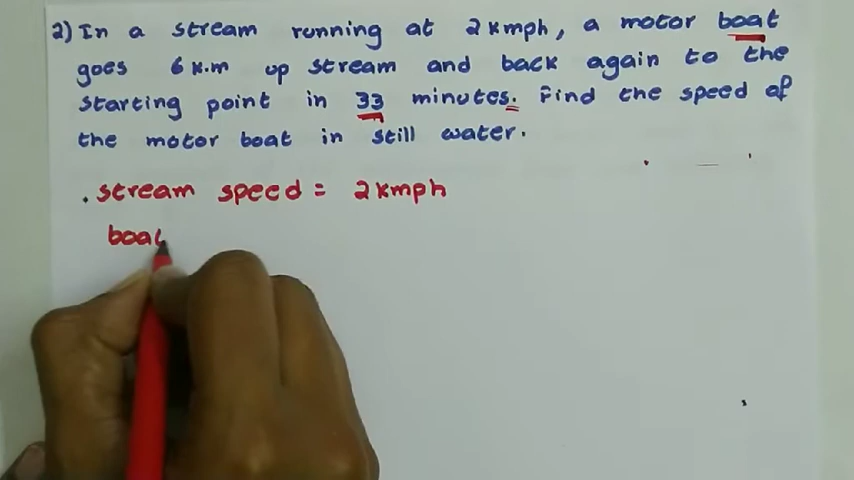 2) In a stream running at 2 kmph, a motor boat
goes 6 k.m up stream and back again to the
starting point in 33 minutes. Find the speed of
the motor boat in still water.
stream speed = 2 kmph
boat